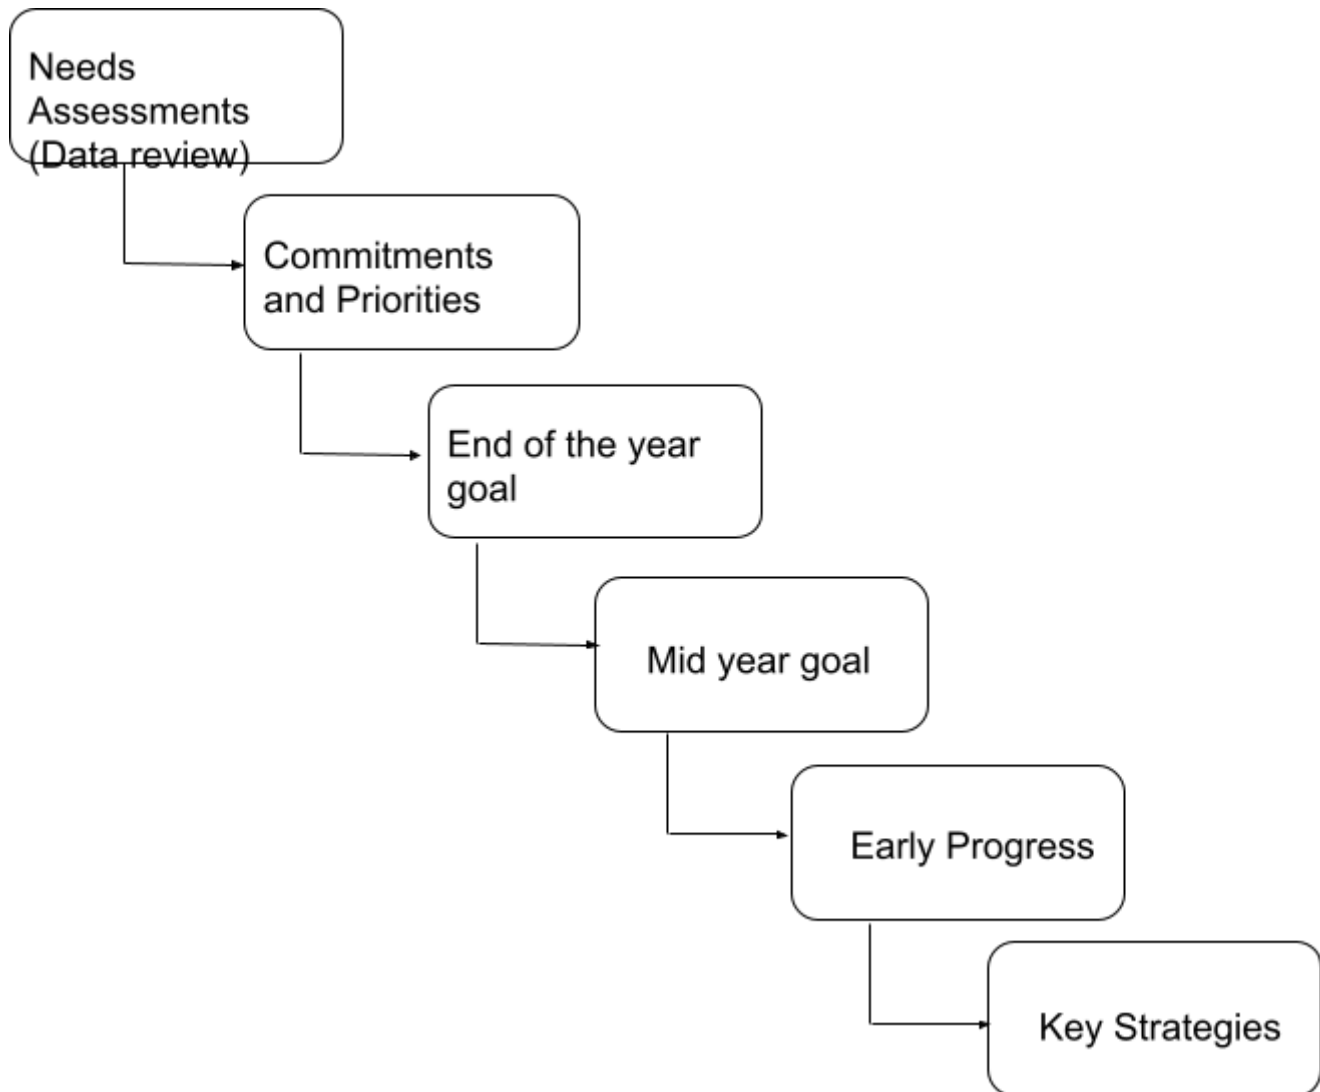 Needs
Assessments
(Data review)
Commitments
and Priorities
End of the year
goal
Mid year goal
Early Progress
Key Strategies